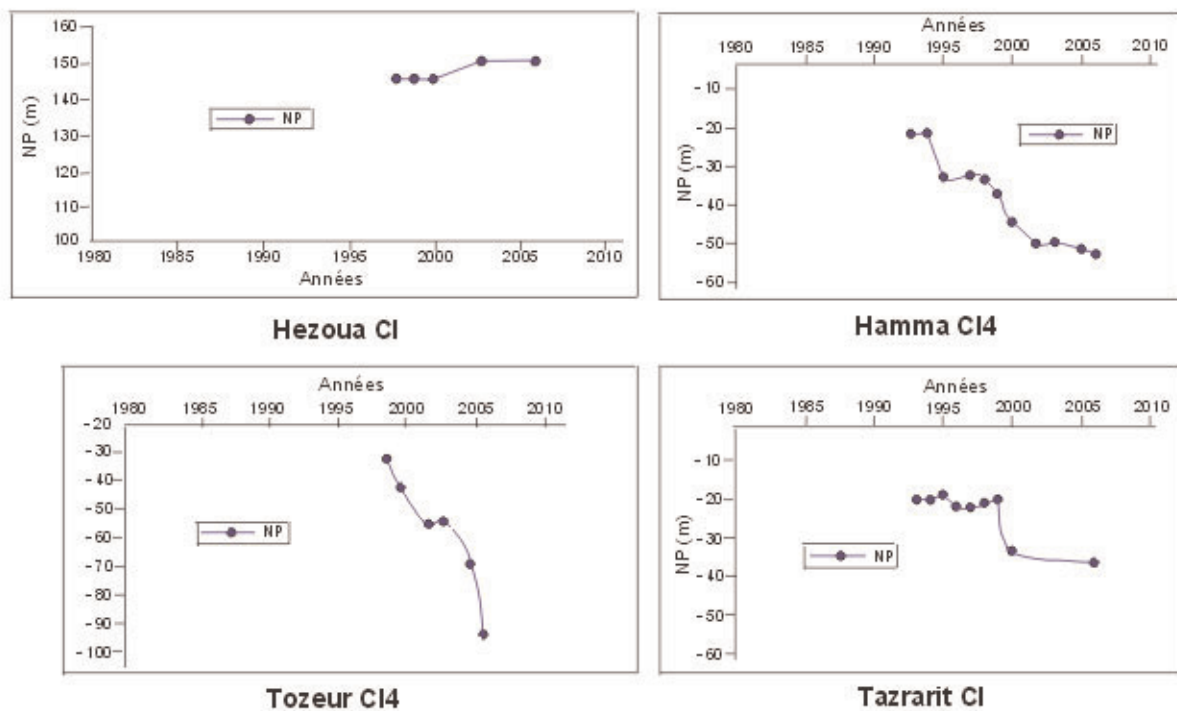 160
150
140
130
120
110
100
NP (m)
NP
1980 1985 1990 1995 2000 2005 2010
Années
Hezoua CI
Années
1980 1985 1990 1995 2000 2005 2010
-10
-20
-30
-40
-50
-60
NP (m)
NP
Hamma CI4
Années
1980 1985 1990 1995 2000 2005 2010
-20
-30
-40
-50
-60
-70
-80
-90
-100
NP
Tozeur CI4
Années
1980 1985 1990 1995 2000 2005 2010
-10
-20
-30
-40
-50
-60
NP (m)
NP
Tazrarit CI